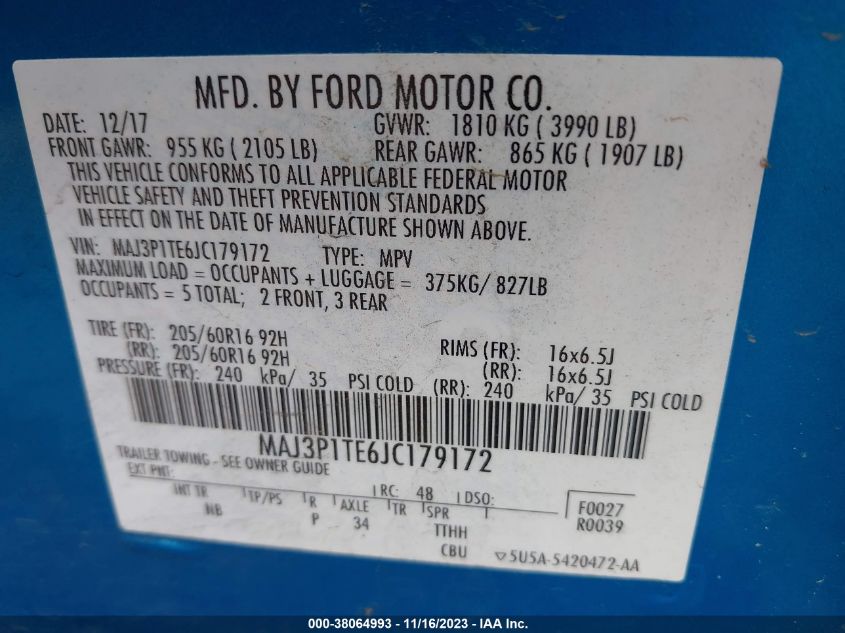 MFD. BY FORD MOTOR CO.
DATE: 12/17 GVWR: 1810 KG ( 3990 LB)
FRONT GAWR: 955 KG ( 2105 LB) REAR GAWR: 865 KG ( 1907 LB)
THIS VEHICLE CONFORMS TO ALL APPLICABLE FEDERAL MOTOR
VEHICLE SAFETY AND THEFT PREVENTION STANDARDS
IN EFFECT ON THE DATE OF MANUFACTURE SHOWN ABOVE.
VIN: MAJ3P1TE6JC179172 TYPE: MPV
MAXIMUM LOAD = OCCUPANTS + LUGGAGE = 375KG/ 827LB
OCCUPANTS = 5 TOTAL; 2 FRONT, 3 REAR
TIRE (FR): 205/60R16 92H RIMS (FR): 16x6.5J
(RR): 205/60R16 92H (RR): 16x6.5J
PRESSURE (FR): 240 kPa/ 35 PSI COLD (RR): 240 kPa/ 35 PSI COLD
MAJ3P1TE6JC179172
TRAILER TOWING - SEE OWNER GUIDE
EXT PNT: RC: 48 DSO: F0027
INT TR TP/PS R AXLE TR SPR R0039
NB P 34 TTHH
CBU ▽5U5A-5420472-AA
000-38064993 - 11/16/2023 - IAA Inc.